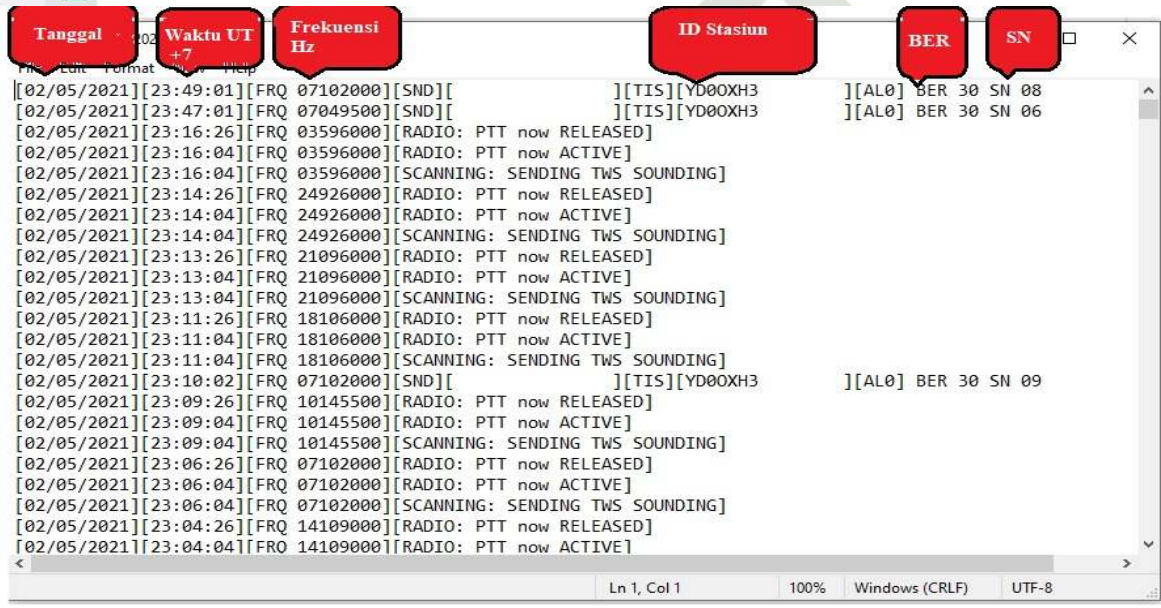 Tanggal
Waktu UT +7
Frekuensi Hz
ID Stasiun
BER
SN
202
File Edit Format View Help
[02/05/2021][23:49:01][FRQ 07102000][SND][ ][TIS][YD0OXH3 ][AL0] BER 30 SN 08
[02/05/2021][23:47:01][FRQ 07049500][SND][ ][TIS][YD0OXH3 ][AL0] BER 30 SN 06
[02/05/2021][23:16:26][FRQ 03596000][RADIO: PTT now RELEASED]
[02/05/2021][23:16:04][FRQ 03596000][RADIO: PTT now ACTIVE]
[02/05/2021][23:16:04][FRQ 03596000][SCANNING: SENDING TWS SOUNDING]
[02/05/2021][23:14:26][FRQ 24926000][RADIO: PTT now RELEASED]
[02/05/2021][23:14:04][FRQ 24926000][RADIO: PTT now ACTIVE]
[02/05/2021][23:14:04][FRQ 24926000][SCANNING: SENDING TWS SOUNDING]
[02/05/2021][23:13:26][FRQ 21096000][RADIO: PTT now RELEASED]
[02/05/2021][23:13:04][FRQ 21096000][RADIO: PTT now ACTIVE]
[02/05/2021][23:13:04][FRQ 21096000][SCANNING: SENDING TWS SOUNDING]
[02/05/2021][23:11:26][FRQ 18106000][RADIO: PTT now RELEASED]
[02/05/2021][23:11:04][FRQ 18106000][RADIO: PTT now ACTIVE]
[02/05/2021][23:11:04][FRQ 18106000][SCANNING: SENDING TWS SOUNDING]
[02/05/2021][23:10:02][FRQ 07102000][SND][ ][TIS][YD0OXH3 ][AL0] BER 30 SN 09
[02/05/2021][23:09:26][FRQ 10145500][RADIO: PTT now RELEASED]
[02/05/2021][23:09:04][FRQ 10145500][RADIO: PTT now ACTIVE]
[02/05/2021][23:09:04][FRQ 10145500][SCANNING: SENDING TWS SOUNDING]
[02/05/2021][23:06:26][FRQ 07102000][RADIO: PTT now RELEASED]
[02/05/2021][23:06:04][FRQ 07102000][RADIO: PTT now ACTIVE]
[02/05/2021][23:06:04][FRQ 07102000][SCANNING: SENDING TWS SOUNDING]
[02/05/2021][23:04:26][FRQ 14109000][RADIO: PTT now RELEASED]
[02/05/2021][23:04:04][FRQ 14109000][RADIO: PTT now ACTIVE]
Ln 1, Col 1 100% Windows (CRLF) UTF-8